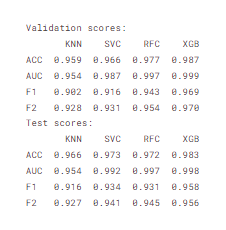 Validation scores:
KNN SVC RFC XGB
ACC 0.959 0.966 0.977 0.987
AUC 0.954 0.987 0.997 0.999
F1 0.902 0.916 0.943 0.969
F2 0.928 0.931 0.954 0.970
Test scores:
KNN SVC RFC XGB
ACC 0.966 0.973 0.972 0.983
AUC 0.954 0.992 0.997 0.998
F1 0.916 0.934 0.931 0.958
F2 0.927 0.941 0.945 0.956